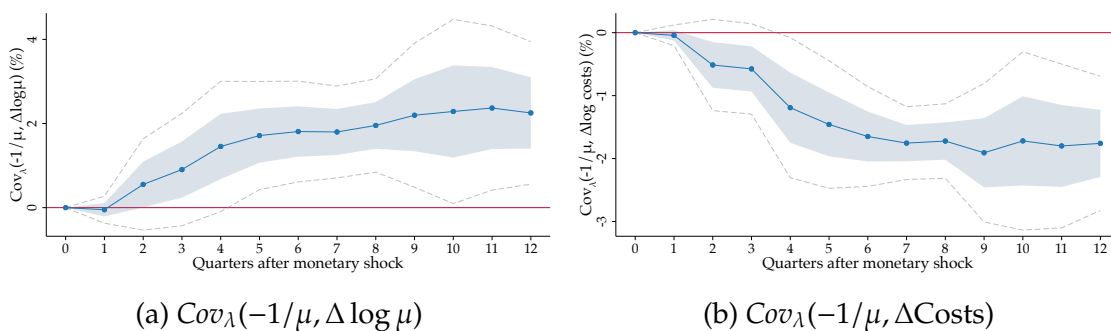 Cov_λ(-1/μ, Δlogμ) (%)
4
2
0
0 1 2 3 4 5 6 7 8 9 10 11 12
Quarters after monetary shock
(a) Cov_λ(−1/μ, Δ log μ)
Cov_λ(-1/μ, Δlog costs) (%)
-0
-1
-2
-3
0 1 2 3 4 5 6 7 8 9 10 11 12
Quarters after monetary shock
(b) Cov_λ(−1/μ, ΔCosts)